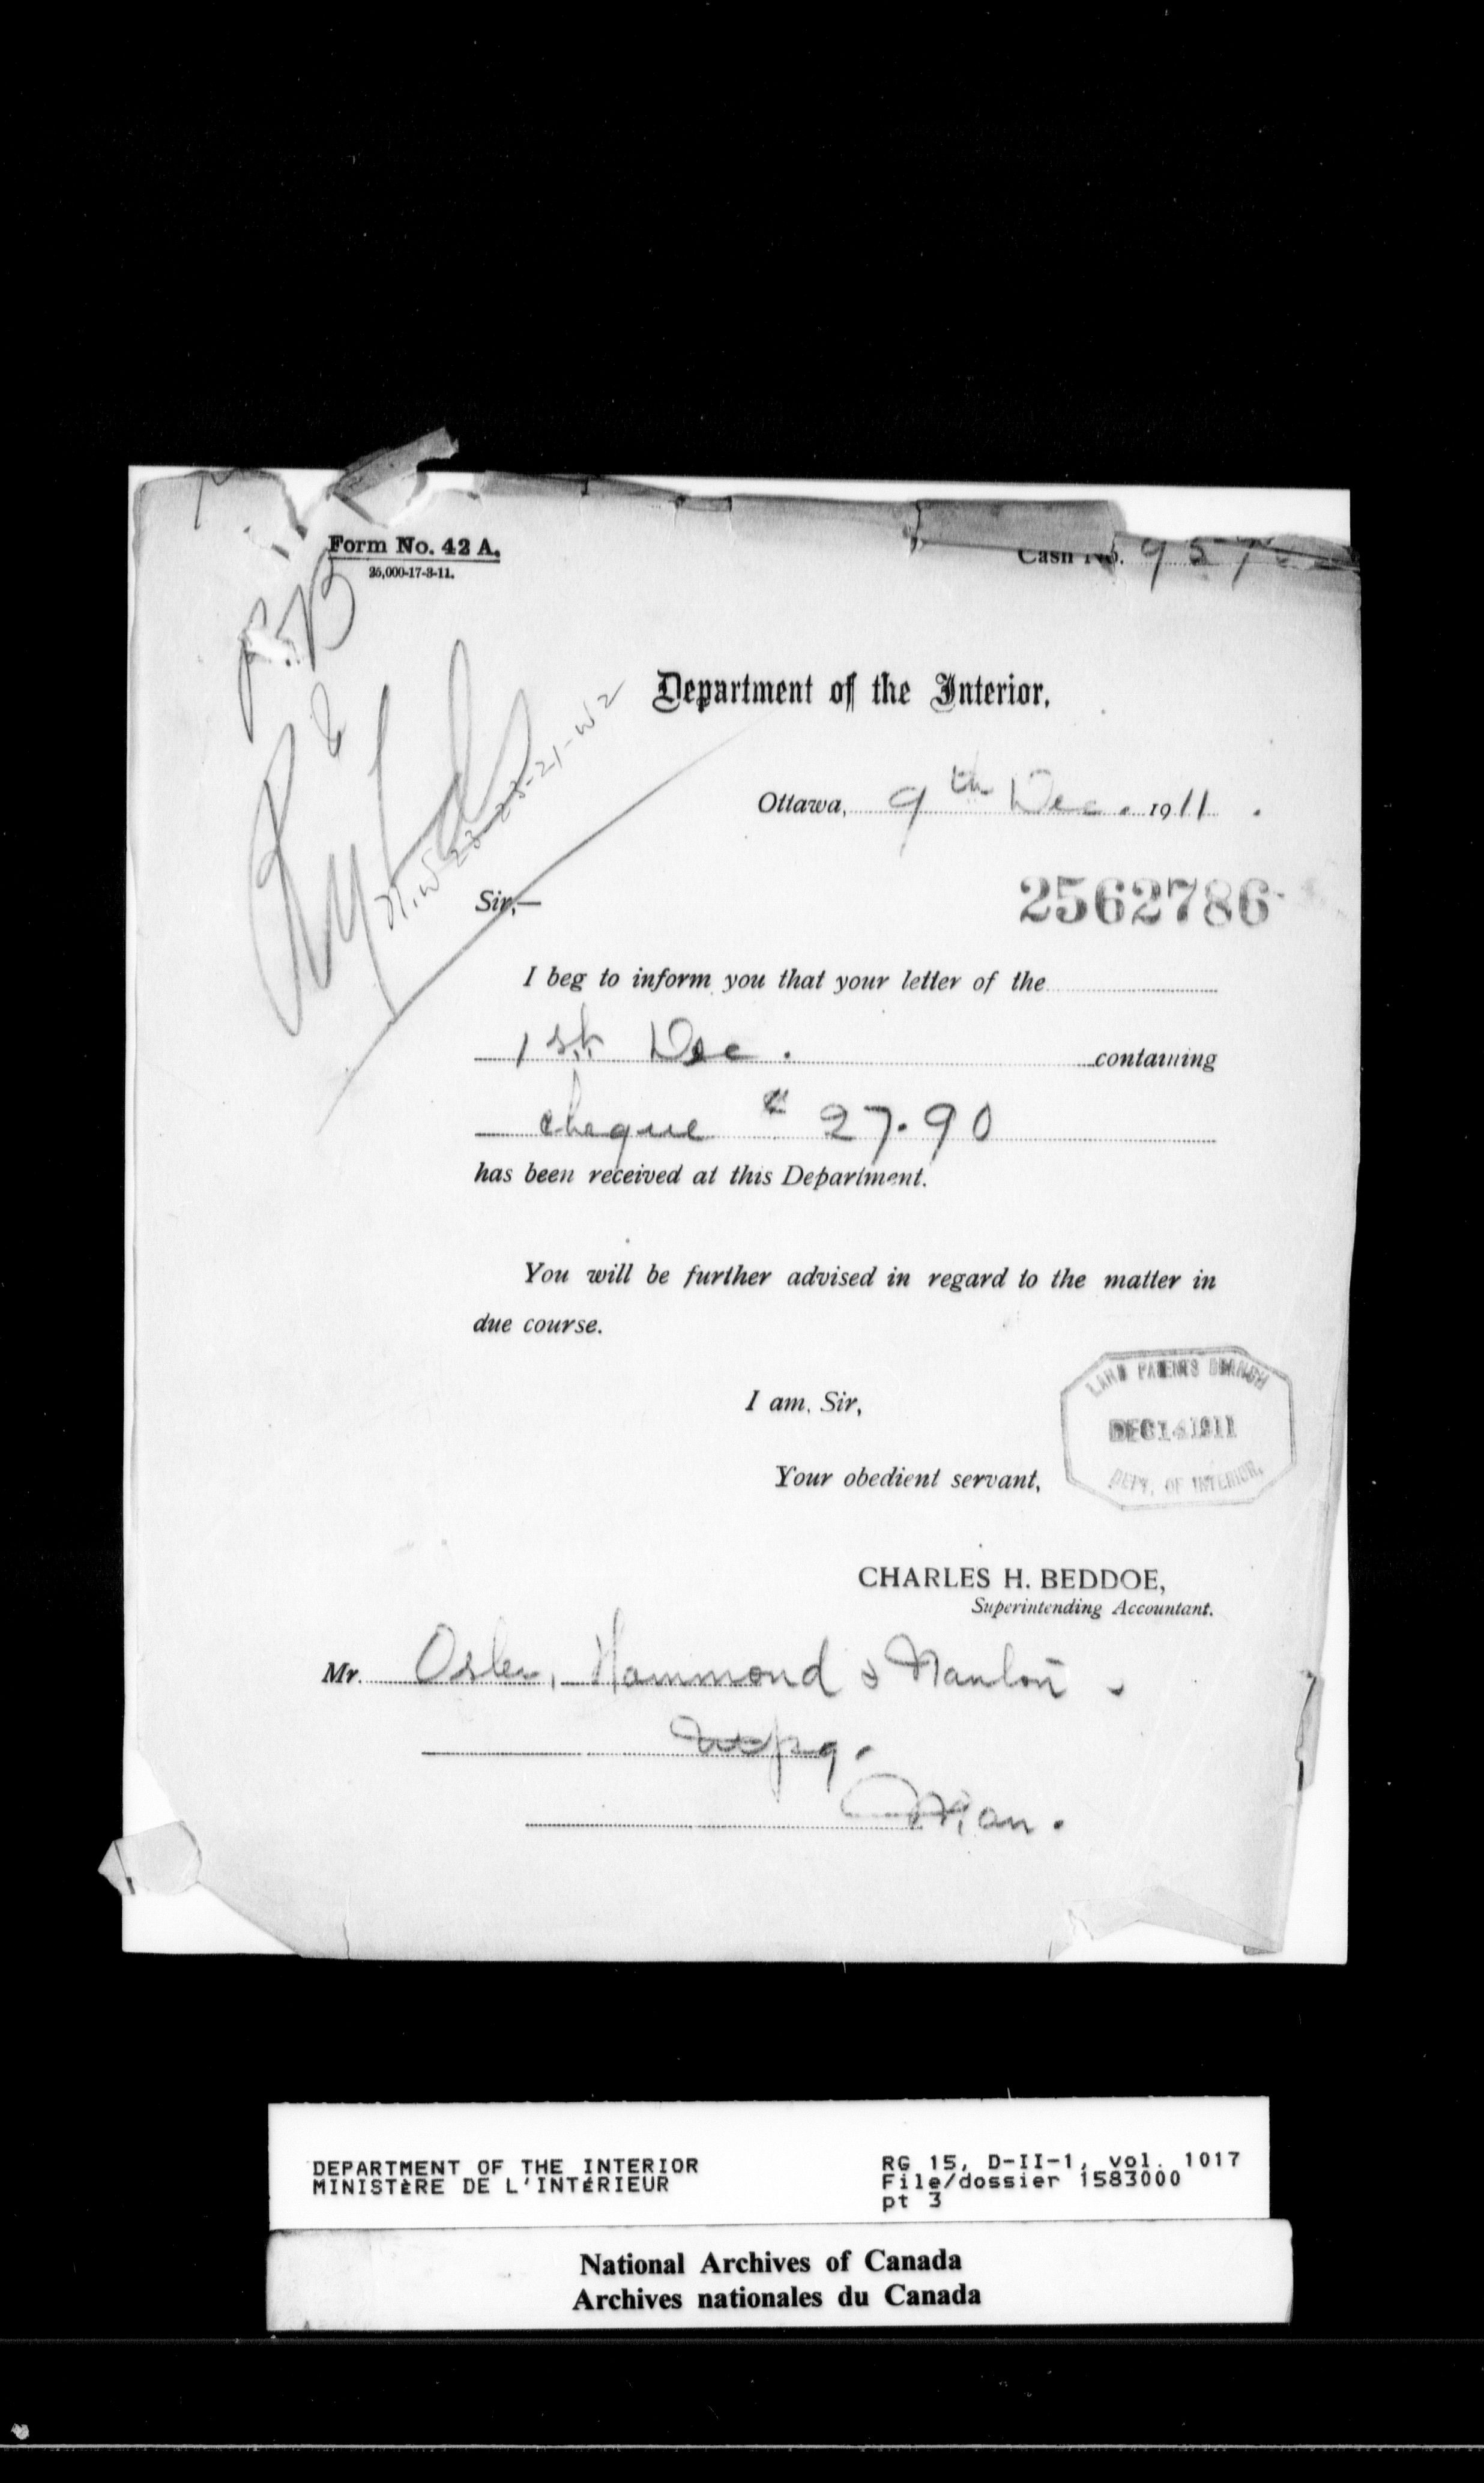 Form No. 42 A.
25,000-17-3-11.
Cash No.
Department of the Interior.
Ottawa, 9th Dec. 1911.
Sir,—
2562786
I beg to inform you that your letter of the
1st Dec. containing
cheque 27.90
has been received at this Department.
You will be further advised in regard to the matter in
due course.
I am, Sir,
Your obedient servant,
LAND PATENTS BRANCH
DEC 14 1911
DEPT. OF INTERIOR.
CHARLES H. BEDDOE,
Superintending Accountant.
Mr. Osler, Hammond & Nanton
Wpg.
Man.
DEPARTMENT OF THE INTERIOR
MINISTÈRE DE L'INTÉRIEUR
RG 15, D-II-1, vol. 1017
File/dossier 1583000
pt 3
National Archives of Canada
Archives nationales du Canada